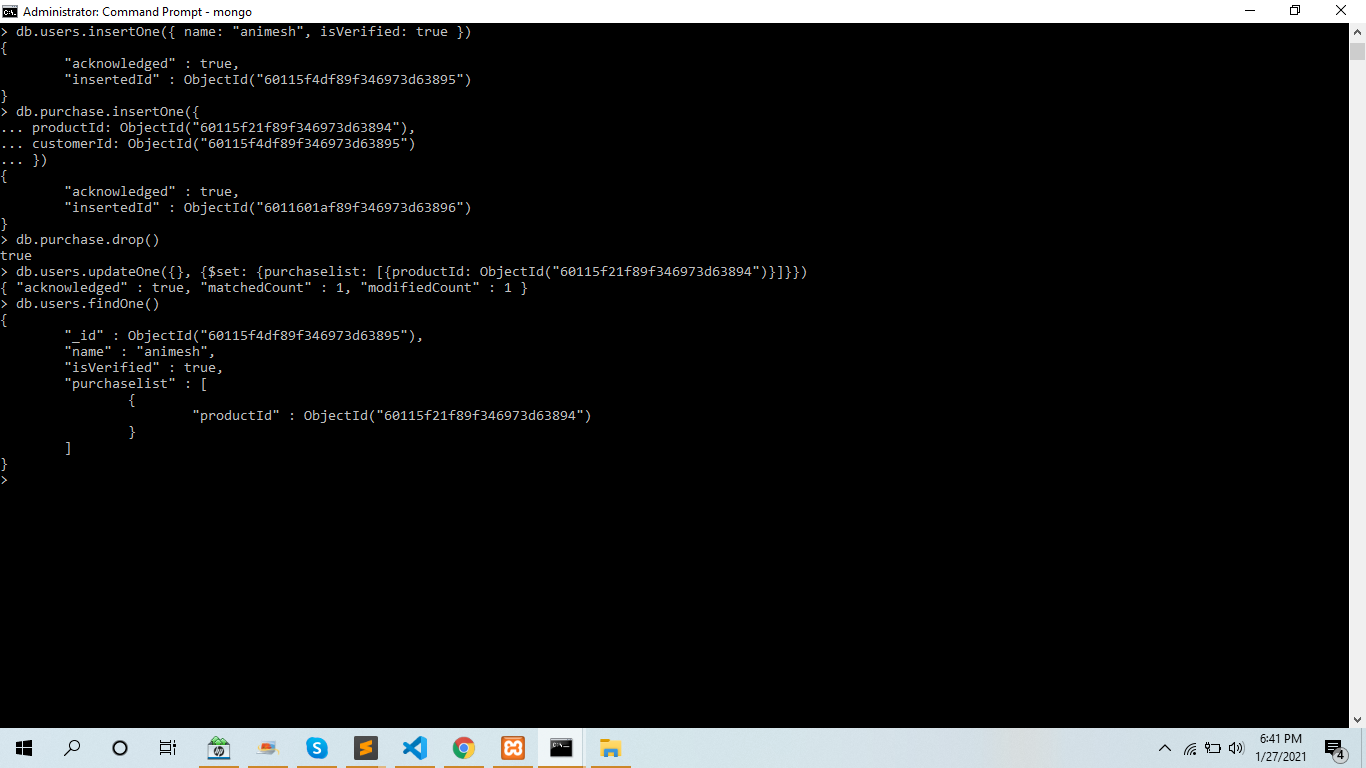 Administrator: Command Prompt - mongo
> db.users.insertOne({ name: "animesh", isVerified: true })
{
        "acknowledged" : true,
        "insertedId" : ObjectId("60115f4df89f346973d63895")
}
> db.purchase.insertOne({
... productId: ObjectId("60115f21f89f346973d63894"),
... customerId: ObjectId("60115f4df89f346973d63895")
... })
{
        "acknowledged" : true,
        "insertedId" : ObjectId("6011601af89f346973d63896")
}
> db.purchase.drop()
true
> db.users.updateOne({}, {$set: {purchaselist: [{productId: ObjectId("60115f21f89f346973d63894")}]}})
{ "acknowledged" : true, "matchedCount" : 1, "modifiedCount" : 1 }
> db.users.findOne()
{
        "_id" : ObjectId("60115f4df89f346973d63895"),
        "name" : "animesh",
        "isVerified" : true,
        "purchaselist" : [
                {
                        "productId" : ObjectId("60115f21f89f346973d63894")
                }
        ]
}
>
6:41 PM
1/27/2021
4